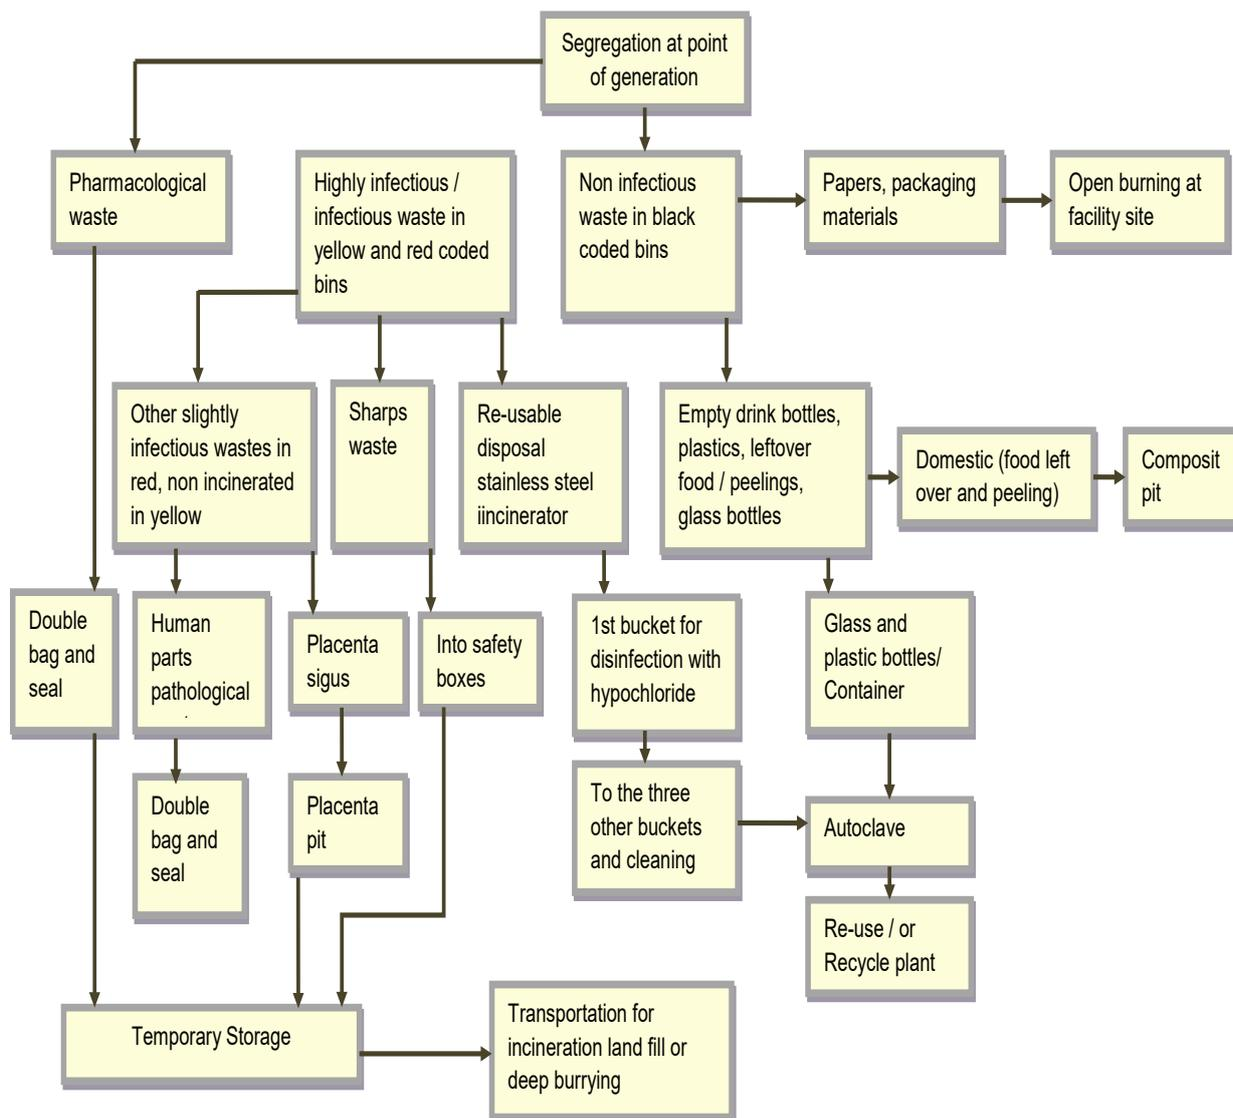 Segregation at point
of generation
Pharmacological
waste
Highly infectious /
infectious waste in
yellow and red coded
bins
Non infectious
waste in black
coded bins
Papers, packaging
materials
Open burning at
facility site
Other slightly
infectious wastes in
red, non incinerated
in yellow
Sharps
waste
Re-usable
disposal
stainless steel
iincinerator
Empty drink bottles,
plastics, leftover
food / peelings,
glass bottles
Domestic (food left
over and peeling)
Composit
pit
Double
bag and
seal
Human
parts
pathological
Placenta
sigus
Into safety
boxes
1st bucket for
disinfection with
hypochloride
Glass and
plastic bottles/
Container
Double
bag and
seal
Placenta
pit
To the three
other buckets
and cleaning
Autoclave
Re-use / or
Recycle plant
Temporary Storage
Transportation for
incineration land fill or
deep burrying